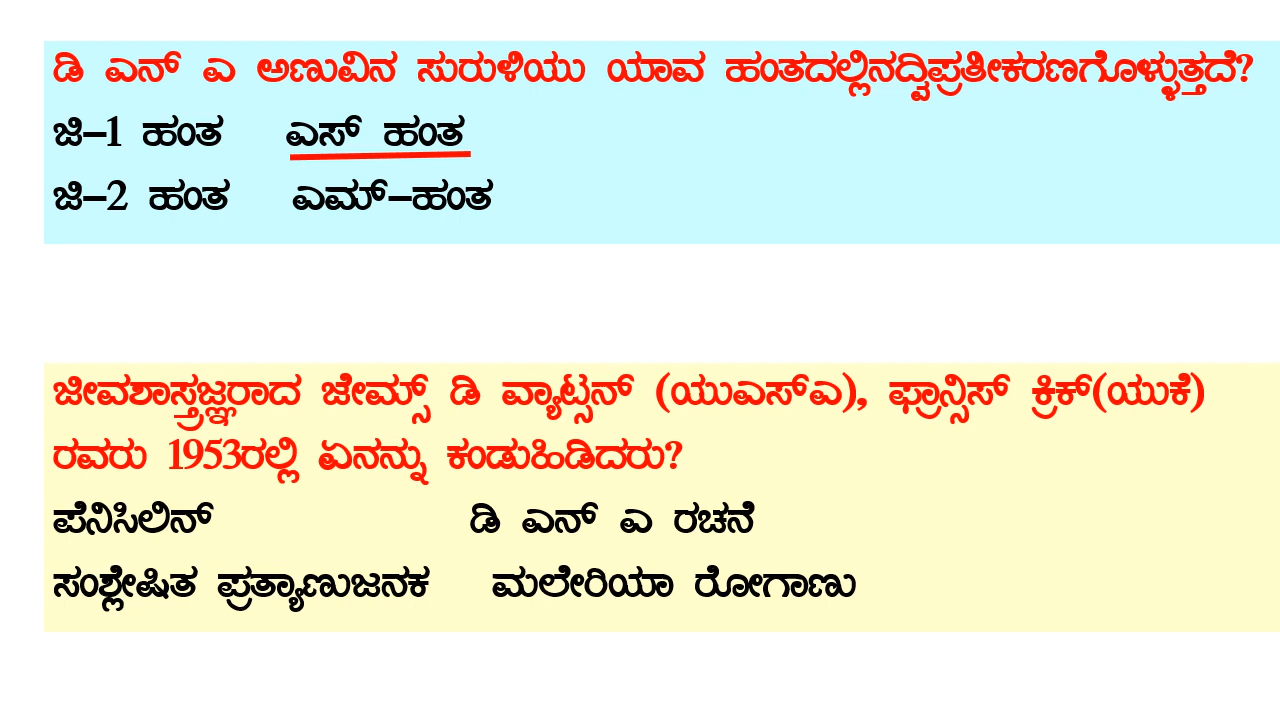 ಡಿ ಎನ್ ಎ ಅಣುವಿನ ಸುರುಳಿಯು ಯಾವ ಹಂತದಲ್ಲಿನದ್ವಿಪ್ರತೀಕರಣಗೊಳ್ಳುತ್ತದೆ?
ಜಿ-1 ಹಂತ ಎಸ್ ಹಂತ
ಜಿ-2 ಹಂತ ಎಮ್-ಹಂತ
ಜೀವಶಾಸ್ತ್ರಜ್ಞರಾದ ಜೇಮ್ಸ್ ಡಿ ವ್ಯಾಟ್ಸನ್ (ಯುಎಸ್ಎ), ಫ್ರಾನ್ಸಿಸ್ ಕ್ರಿಕ್(ಯುಕೆ)
ರವರು 1953ರಲ್ಲಿ ಏನನ್ನು ಕಂಡುಹಿಡಿದರು?
ಪೆನಿಸಿಲಿನ್ ಡಿ ಎನ್ ಎ ರಚನೆ
ಸಂಶ್ಲೇಷಿತ ಪ್ರತ್ಯಾಣುಜನಕ ಮಲೇರಿಯಾ ರೋಗಾಣು